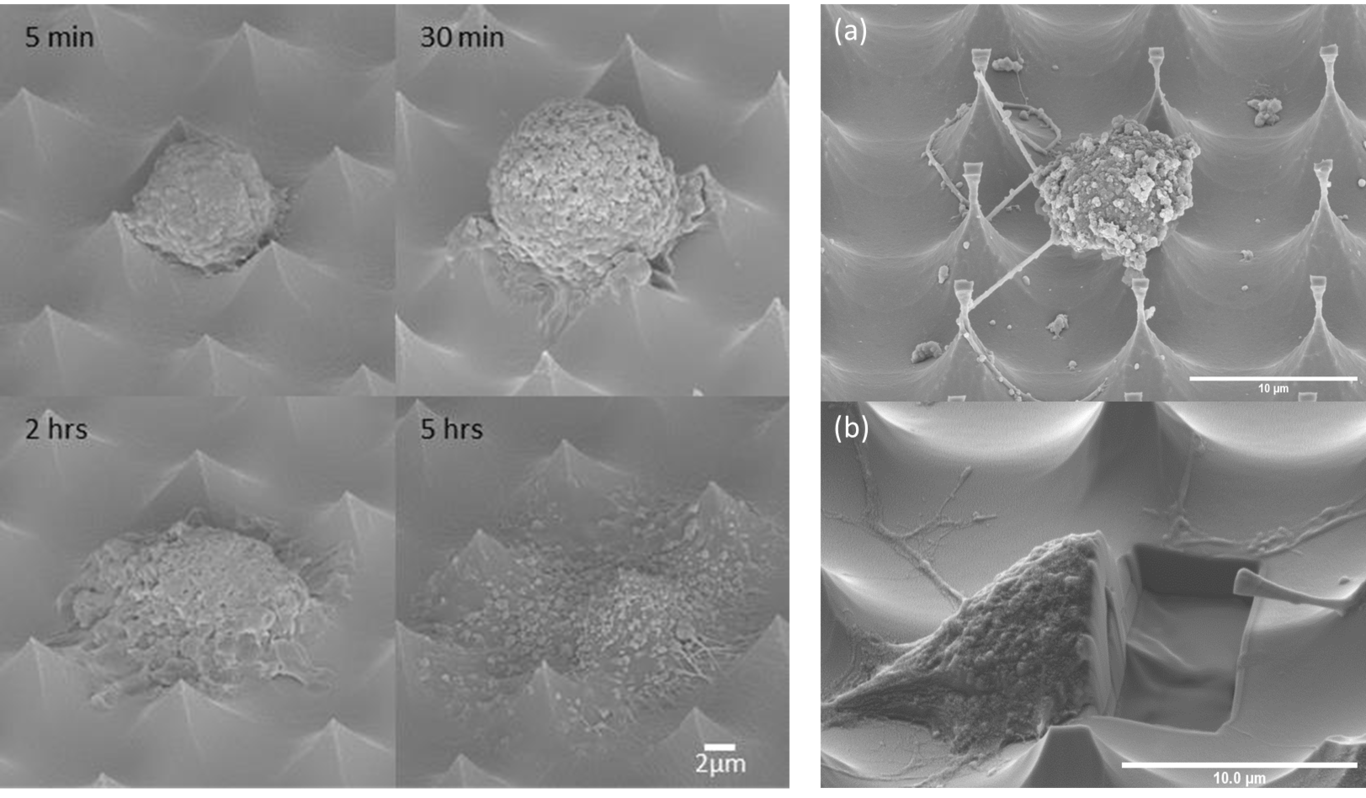 5 min
30 min
2 hrs
5 hrs
2μm
(a)
10 μm
(b)
10.0 μm